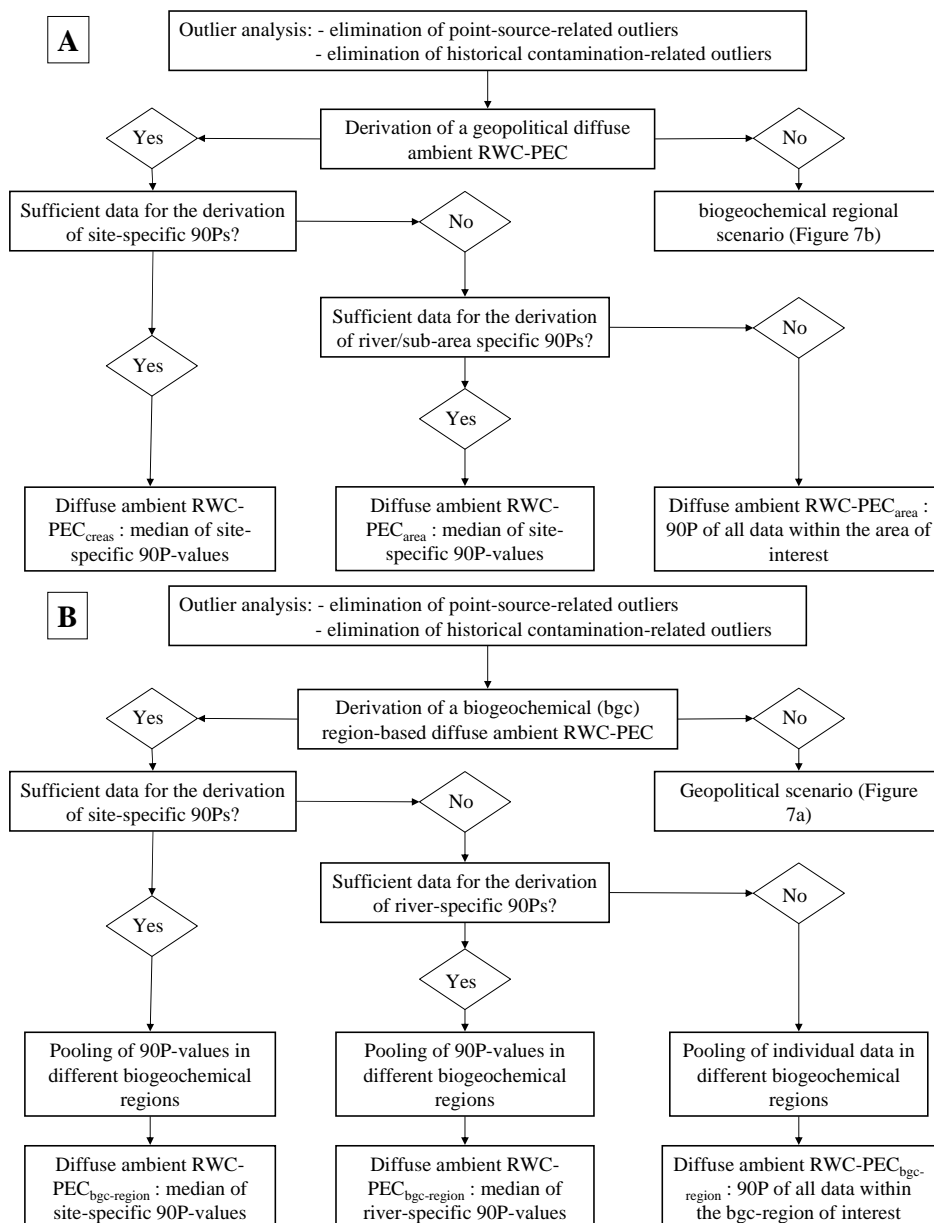 A
Outlier analysis: - elimination of point-source-related outliers
- elimination of historical contamination-related outliers
Yes
Derivation of a geopolitical diffuse
ambient RWC-PEC
No
Sufficient data for the derivation
of site-specific 90Ps?
No
biogeochemical regional
scenario (Figure 7b)
Yes
Sufficient data for the derivation
of river/sub-area specific 90Ps?
No
Yes
Diffuse ambient RWC-
PECcreas : median of site-
specific 90P-values
Diffuse ambient RWC-
PECarea : median of site-
specific 90P-values
Diffuse ambient RWC-PECarea :
90P of all data within the area of
interest
B
Outlier analysis: - elimination of point-source-related outliers
- elimination of historical contamination-related outliers
Yes
Derivation of a biogeochemical (bgc)
region-based diffuse ambient RWC-PEC
No
Sufficient data for the derivation
of site-specific 90Ps?
No
Geopolitical scenario (Figure
7a)
Yes
Sufficient data for the derivation
of river-specific 90Ps?
No
Yes
Pooling of 90P-values in
different biogeochemical
regions
Pooling of 90P-values in
different biogeochemical
regions
Pooling of individual data in
different biogeochemical
regions
Diffuse ambient RWC-
PECbgc-region : median of
site-specific 90P-values
Diffuse ambient RWC-
PECbgc-region : median of
river-specific 90P-values
Diffuse ambient RWC-PECbgc-
region : 90P of all data within
the bgc-region of interest